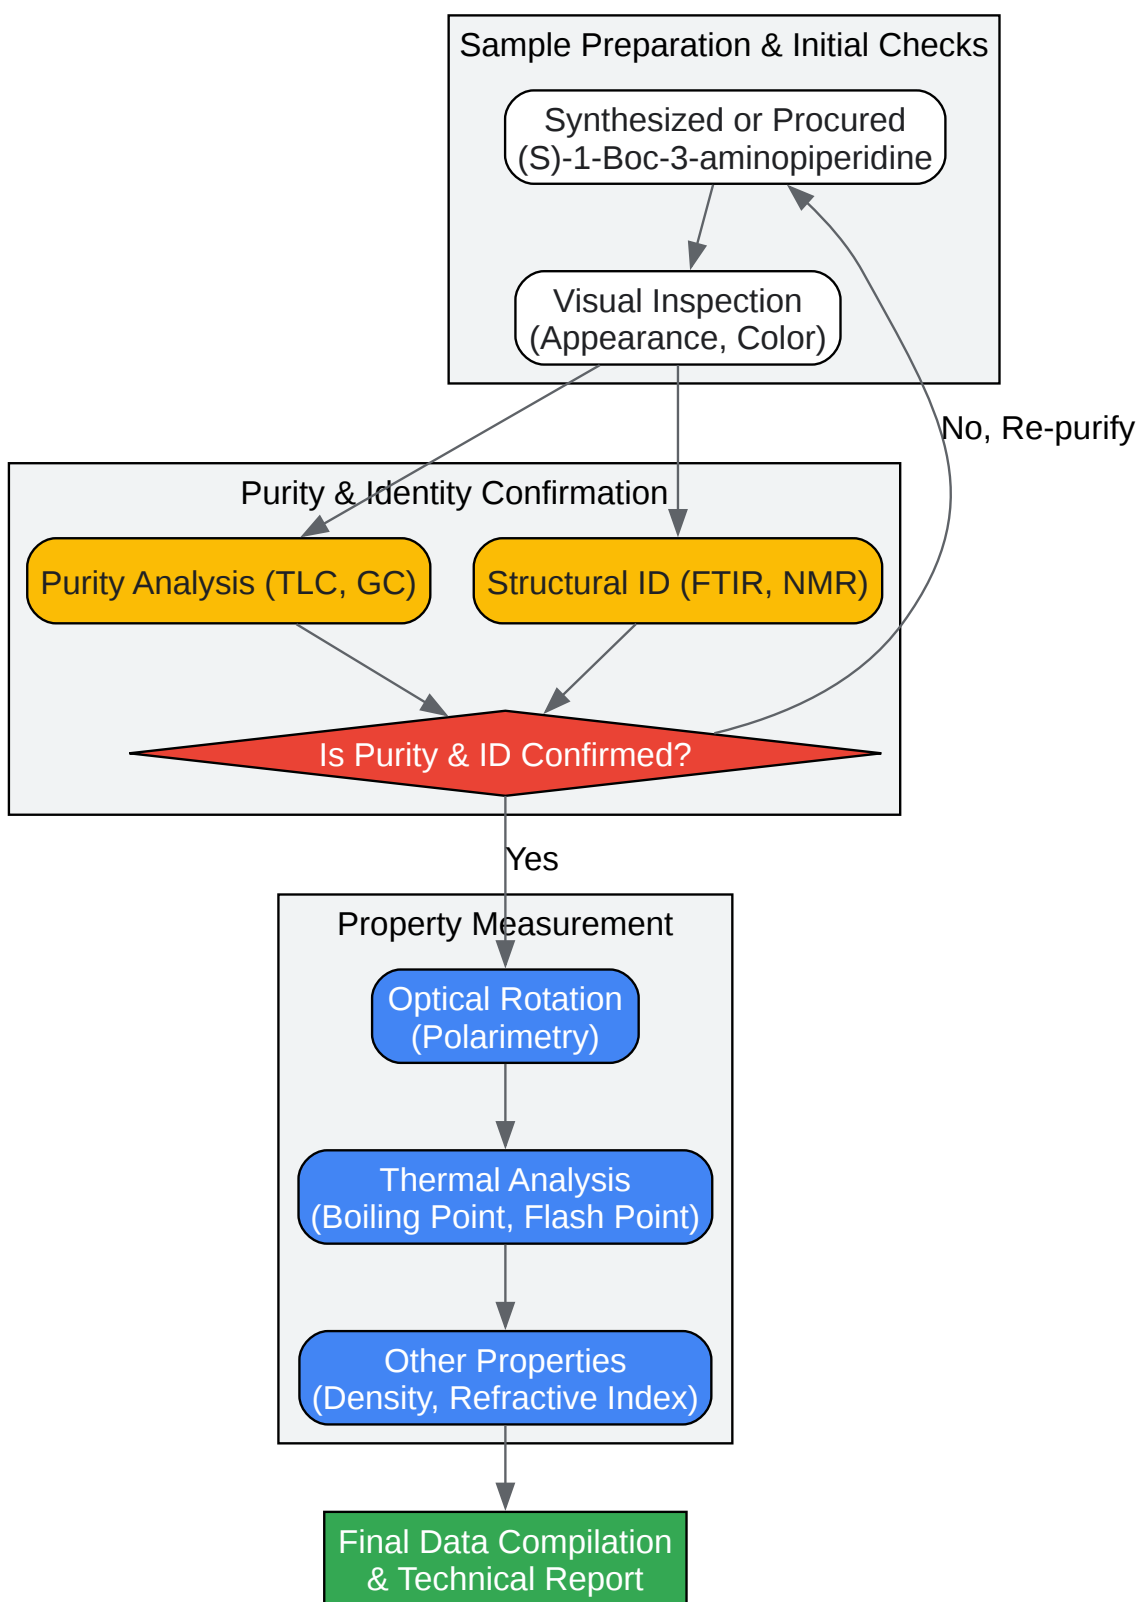 Sample Preparation & Initial Checks
Synthesized or Procured
(S)-1-Boc-3-aminopiperidine
Visual Inspection
(Appearance, Color)
No, Re-purify
Purity & Identity Confirmation
Purity Analysis (TLC, GC)
Structural ID (FTIR, NMR)
Is Purity & ID Confirmed?
Yes
Property Measurement
Optical Rotation
(Polarimetry)
Thermal Analysis
(Boiling Point, Flash Point)
Other Properties
(Density, Refractive Index)
Final Data Compilation
& Technical Report